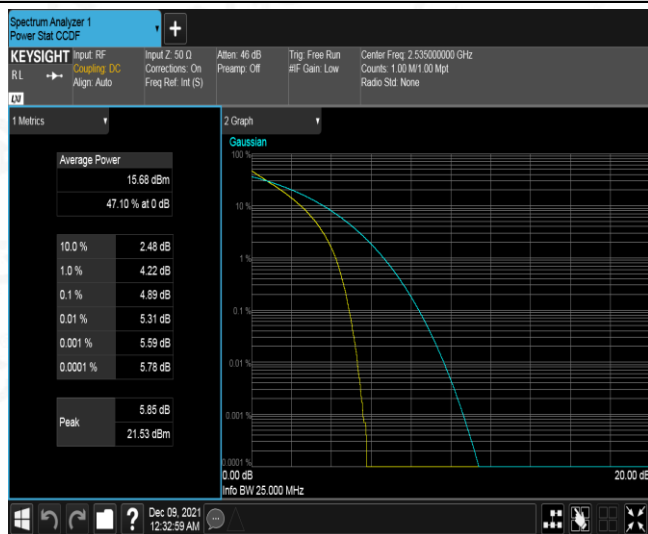 Spectrum Analyzer 1
Power Stat CCDF
+
KEYSIGHT
RL
LXI
Input: RF
Coupling: DC
Align: Auto
Input Z: 50 Ω
Corrections: On
Freq Ref: Int (S)
Atten: 46 dB
Preamp: Off
Trig: Free Run
#IF Gain: Low
Center Freq: 2.535000000 GHz
Counts: 1.00 M/1.00 Mpt
Radio Std: None
1 Metrics
Average Power
15.68 dBm
47.10 % at 0 dB
10.0 % 2.48 dB
1.0 % 4.22 dB
0.1 % 4.89 dB
0.01 % 5.31 dB
0.001 % 5.59 dB
0.0001 % 5.78 dB
Peak
5.85 dB
21.53 dBm
2 Graph
Gaussian
100 %
10 %
1 %
0.1 %
0.01 %
0.001 %
0.0001 %
0.00 dB 20.00 dB
Info BW 25.000 MHz
?
Dec 09, 2021
12:32:59 AM